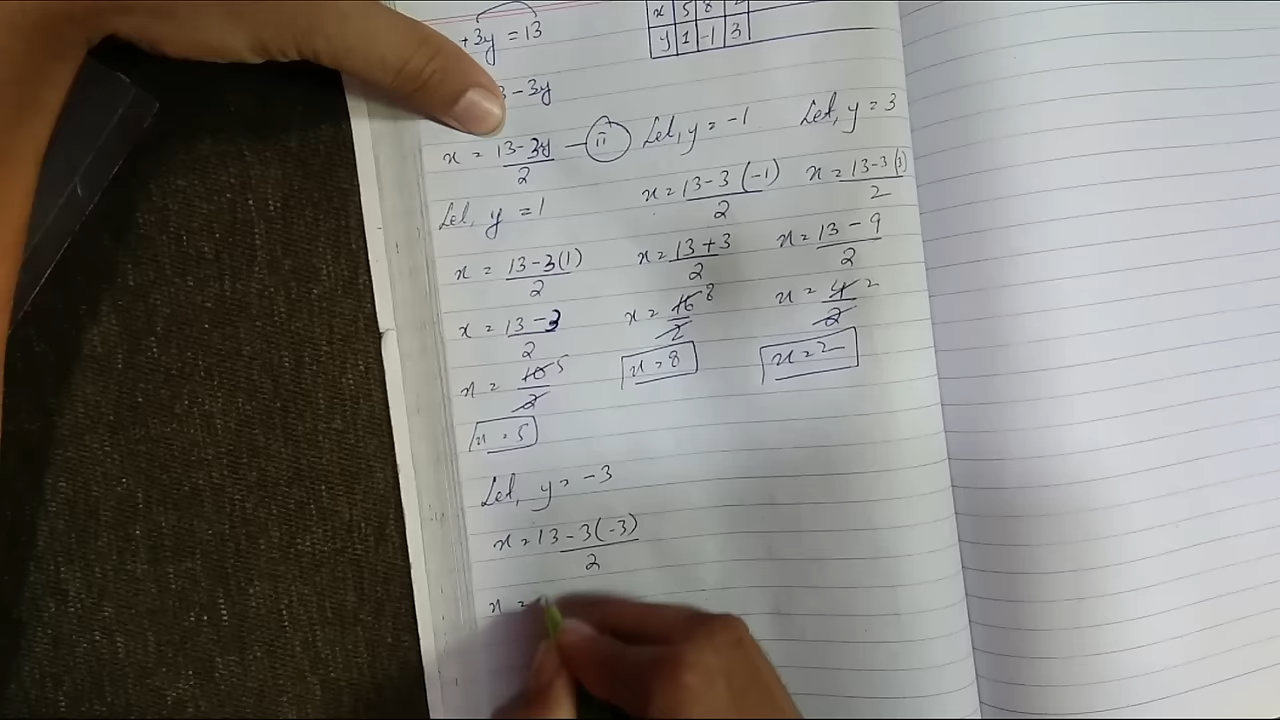 +3y = 13
x 5 8 2
y 1 -1 3
- 3y
x = 13-3y/2 — ii
Let, y = 1
x = 13-3(1)/2
x = 13-3/2
x = 10/2 5
x = 5
Let, y = -1
x = 13-3(-1)/2
x = 13+3/2
x = 16/2 8
x = 8
Let, y = 3
x = 13-3(3)/2
x = 13-9/2
x = 4/2 2
x = 2
Let, y = -3
x = 13-3(-3)/2
x =